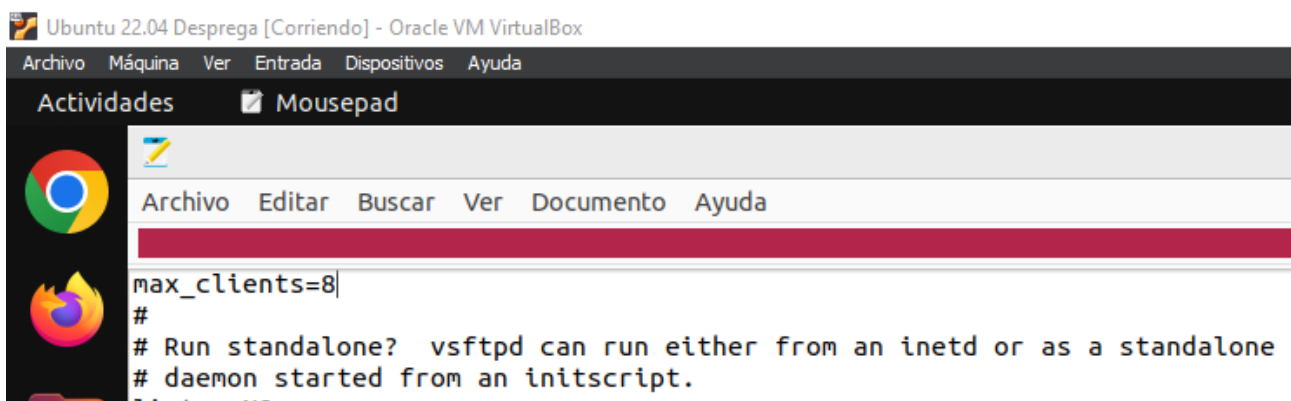 Ubuntu 22.04 Desprega [Corriendo] - Oracle VM VirtualBox
Archivo Máquina Ver Entrada Dispositivos Ayuda
Actividades Mousepad
Archivo Editar Buscar Ver Documento Ayuda
max_clients=8
#
# Run standalone?  vsftpd can run either from an inetd or as a standalone
# daemon started from an initscript.